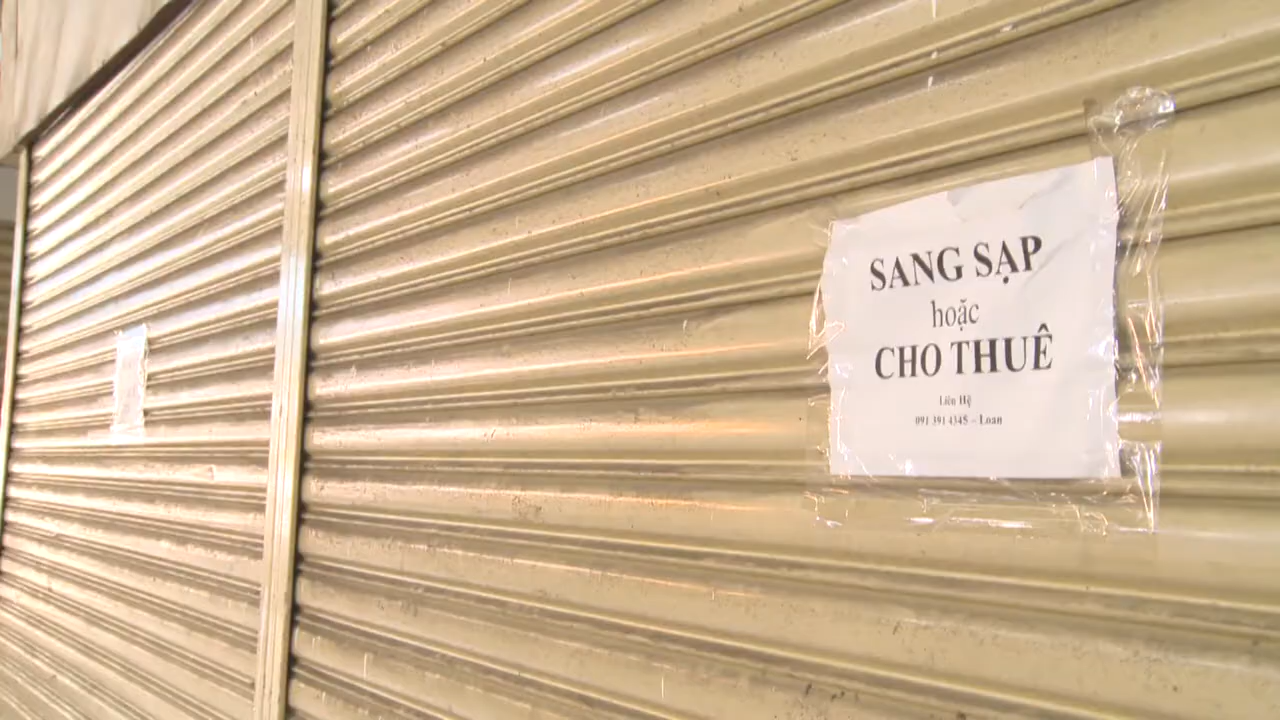 SANG SẠP
hoặc
CHO THUÊ
Liên Hệ
091 391 4345 – Loan